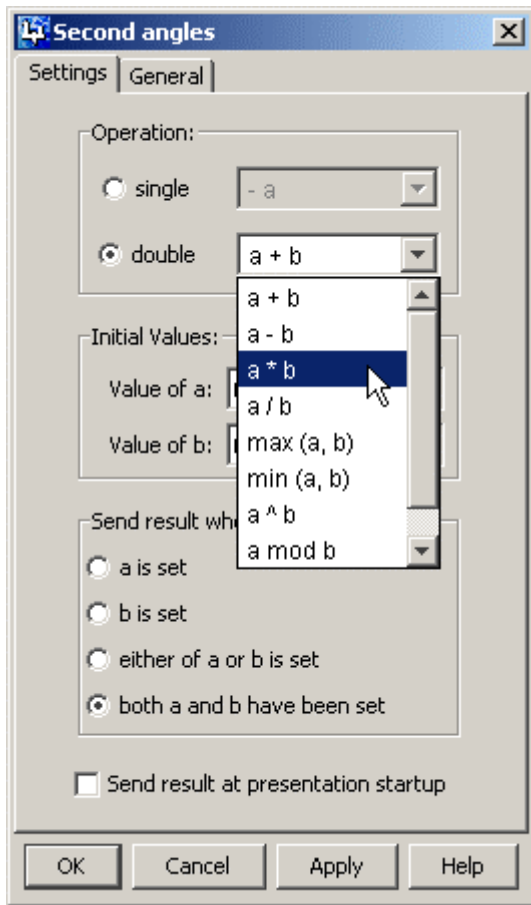 Second angles
Settings General
Operation:
single - a
double a + b
a + b
a - b
a * b
a / b
max (a, b)
min (a, b)
a ^ b
a mod b
Initial Values:
Value of a:
Value of b:
Send result
a is set
b is set
either of a or b is set
both a and b have been set
Send result at presentation startup
OK Cancel Apply Help